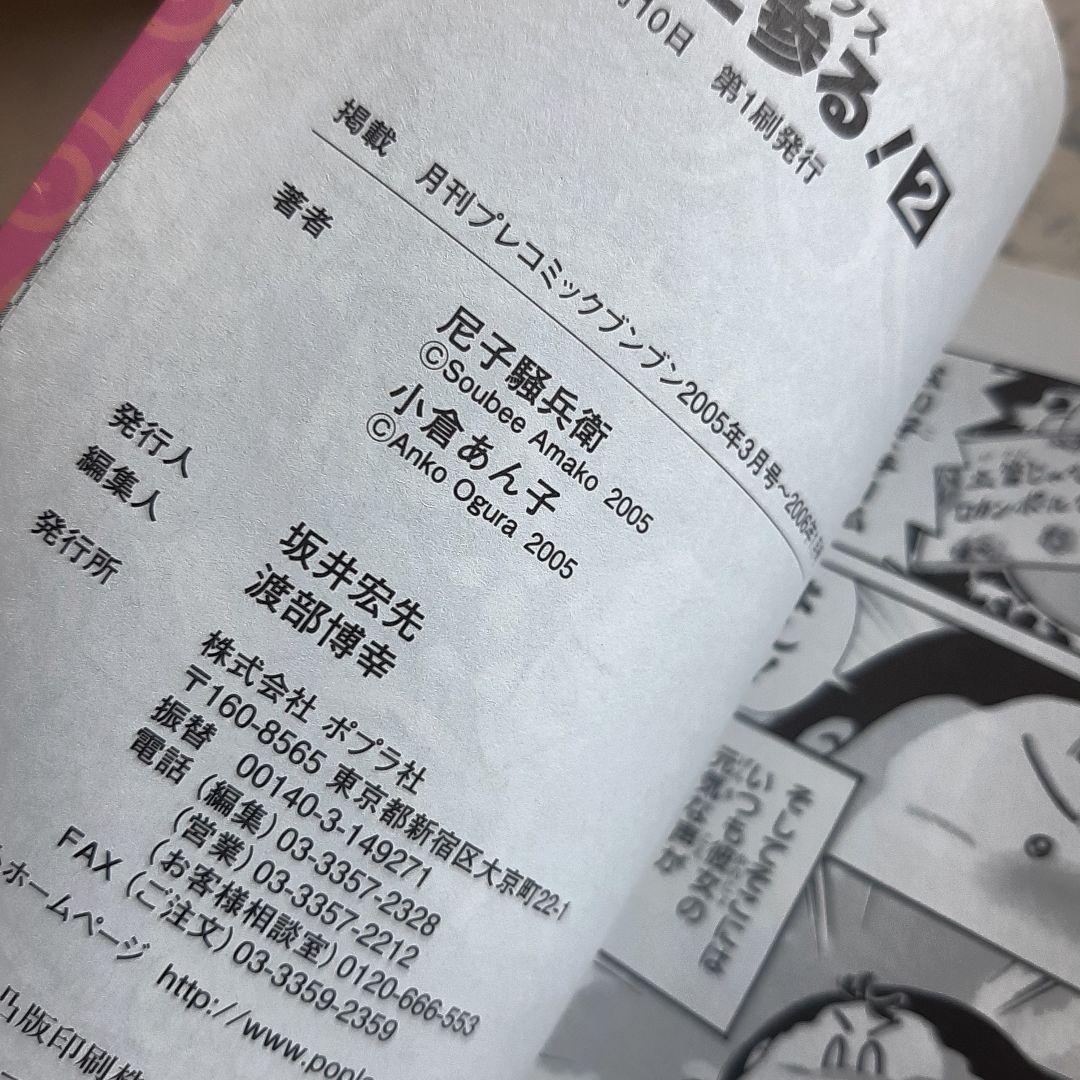 参る!2
10日 第1刷発行
掲載 月刊プレコミックブンブン2005年3月号~2006年
著者
尼子騒兵衛
©Soubee Amako 2005
小倉あん子
©Anko Ogura 2005
発行人 坂井宏先
編集人 渡部博幸
発行所 株式会社 ポプラ社
〒160-8565 東京都新宿区大京町22-1
振替 00140-3-149271
電話 (編集) 03-3357-2328
(営業) 03-3357-2212
(お客様相談室) 0120-666-553
FAX (ご注文) 03-3359-2359
ホームページ http://www.popla
凸版印刷株
そしてそこには
いつも彼女の
元気な声が